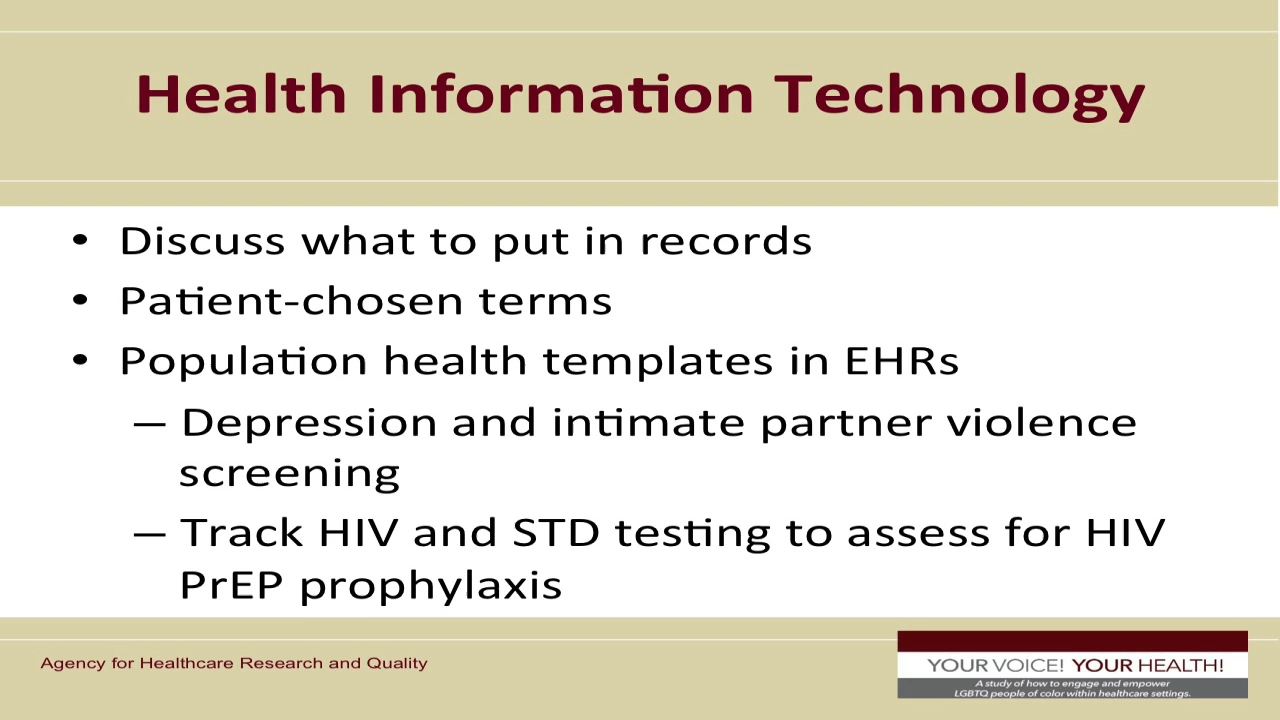 Health Information Technology
• Discuss what to put in records
• Patient-chosen terms
• Population health templates in EHRs
– Depression and intimate partner violence
screening
– Track HIV and STD testing to assess for HIV
PrEP prophylaxis
Agency for Healthcare Research and Quality
YOUR VOICE! YOUR HEALTH!
A study of how to engage and empower
LGBTQ people of color within healthcare settings.